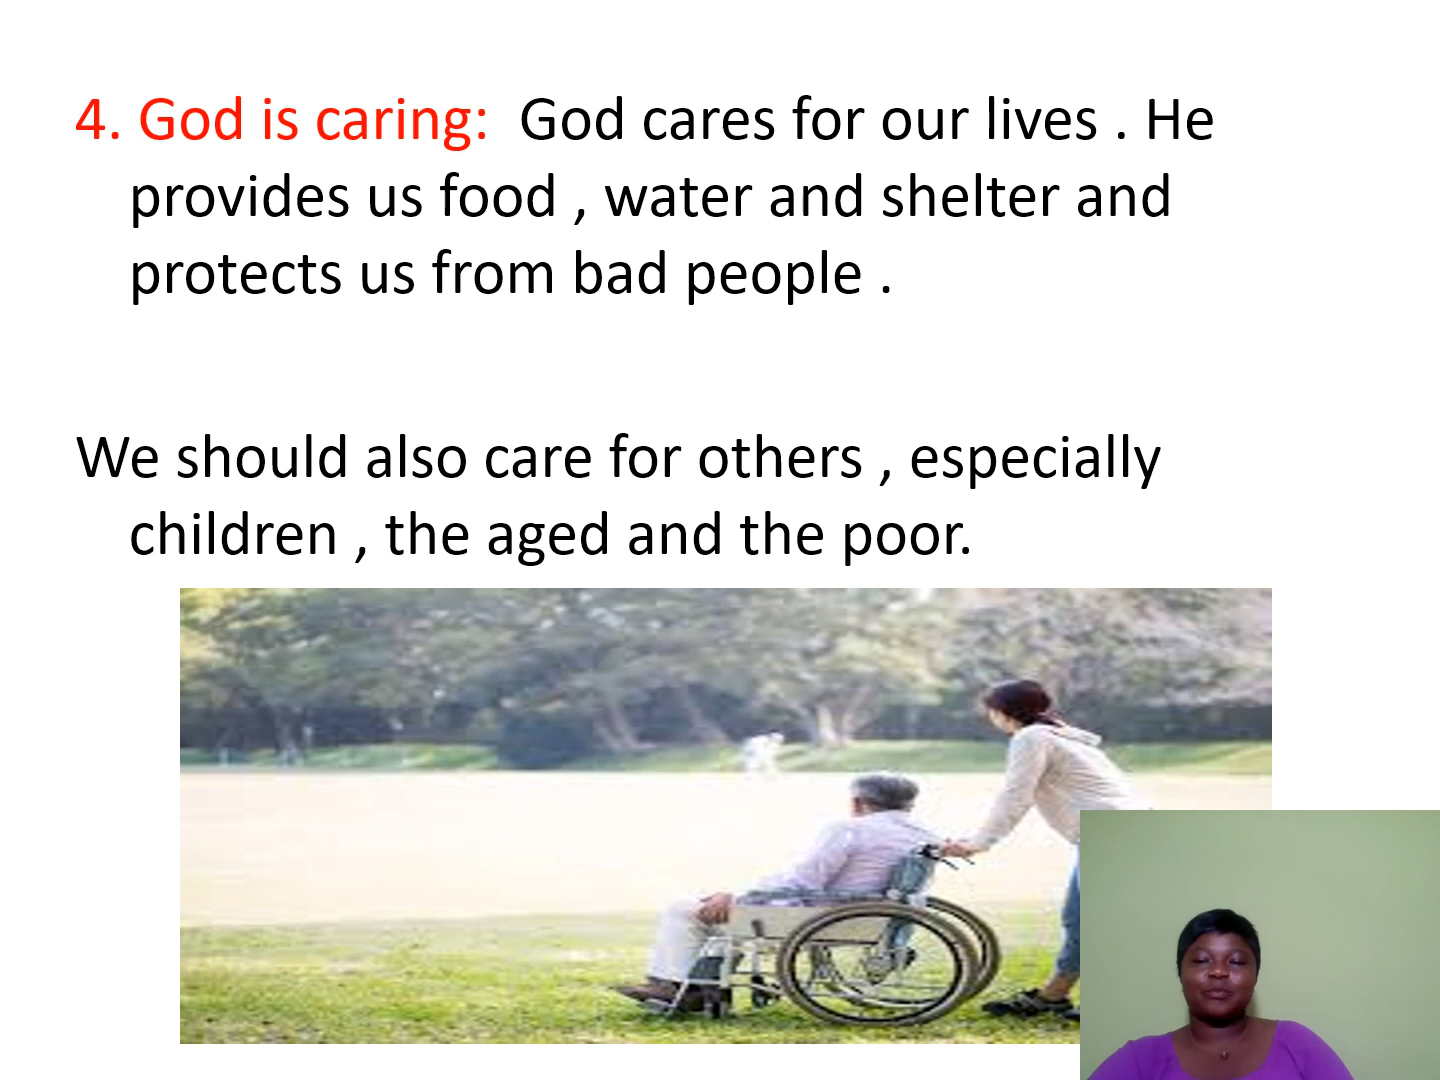 4. God is caring: God cares for our lives . He
provides us food , water and shelter and
protects us from bad people .
We should also care for others , especially
children , the aged and the poor.